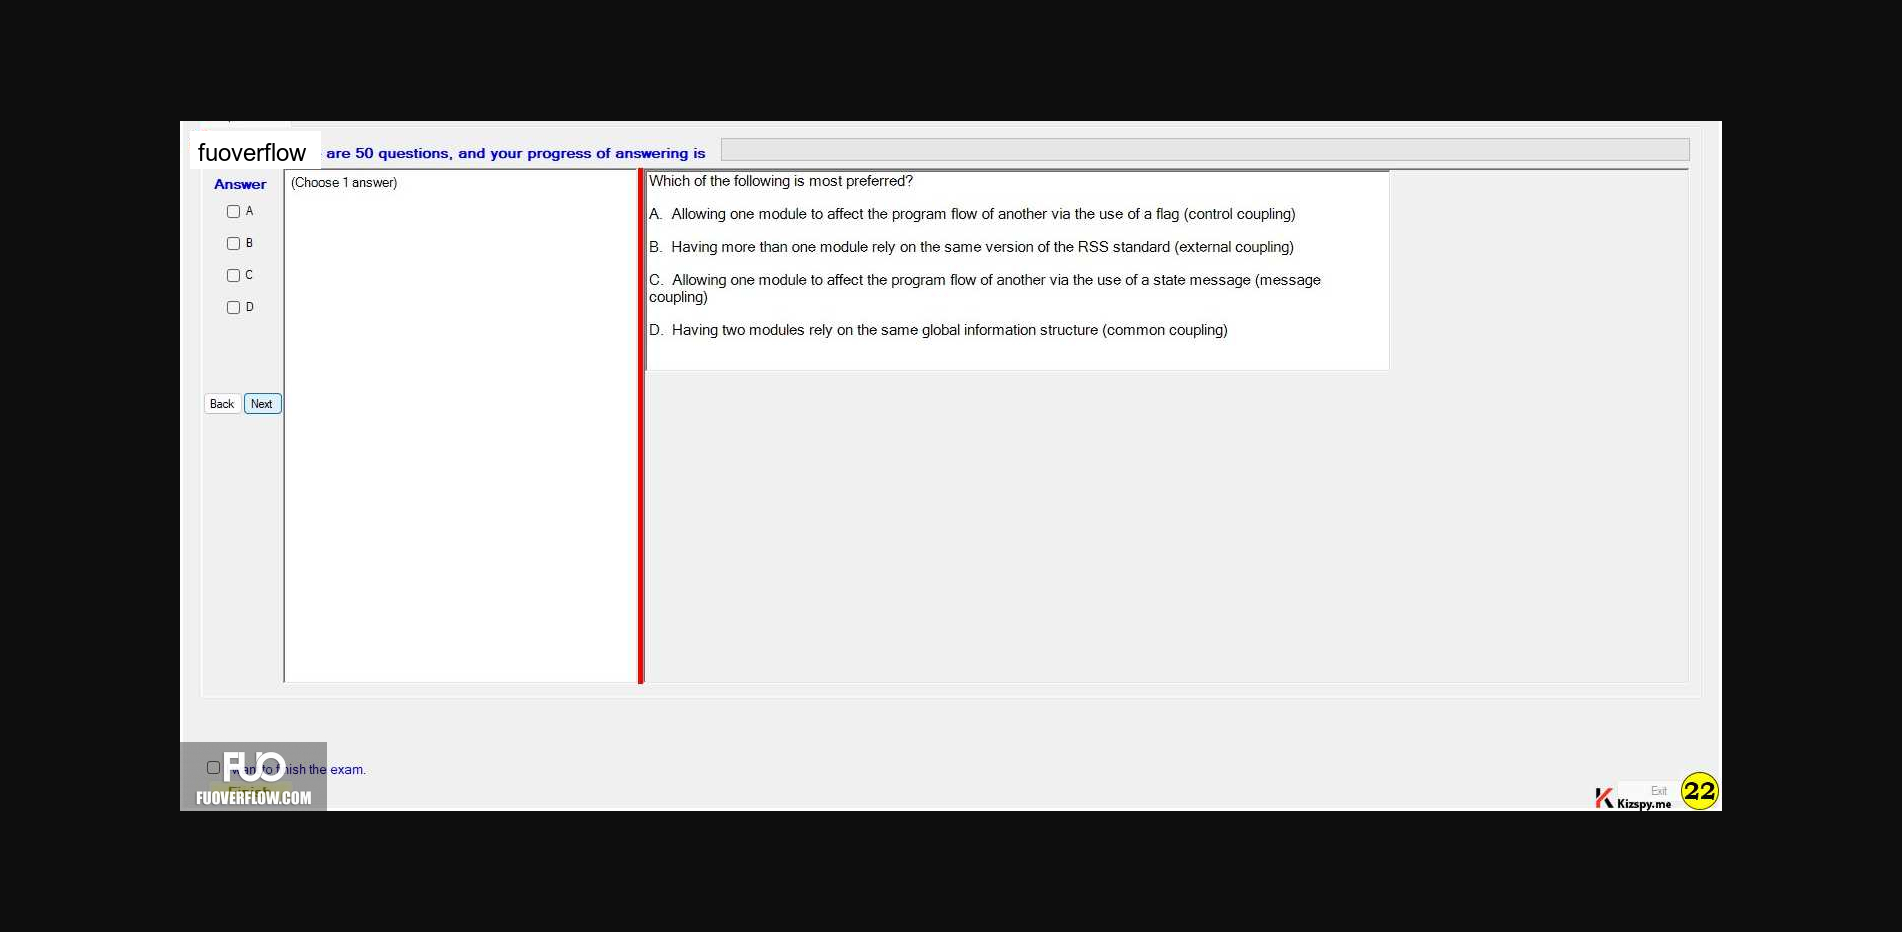 fuoverflow are 50 questions, and your progress of answering is
Answer
(Choose 1 answer)
A
B
C
D
Back Next
Which of the following is most preferred?
A. Allowing one module to affect the program flow of another via the use of a flag (control coupling)
B. Having more than one module rely on the same version of the RSS standard (external coupling)
C. Allowing one module to affect the program flow of another via the use of a state message (message
coupling)
D. Having two modules rely on the same global information structure (common coupling)
FUO
want to finish the exam.
Finish
FUOVERFLOW.COM
Exit
Kizspy.me
22